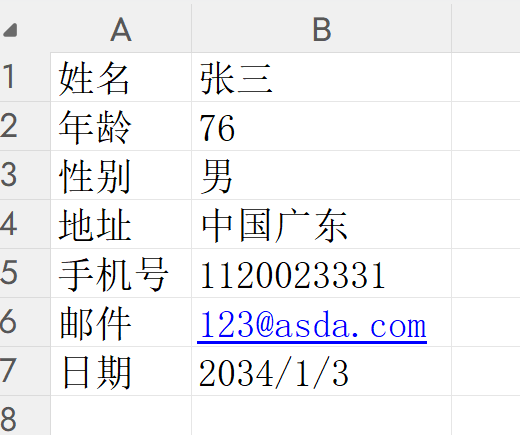 A B
1 姓名 张三
2 年龄 76
3 性别 男
4 地址 中国广东
5 手机号 1120023331
6 邮件 123@asda.com
7 日期 2034/1/3
8